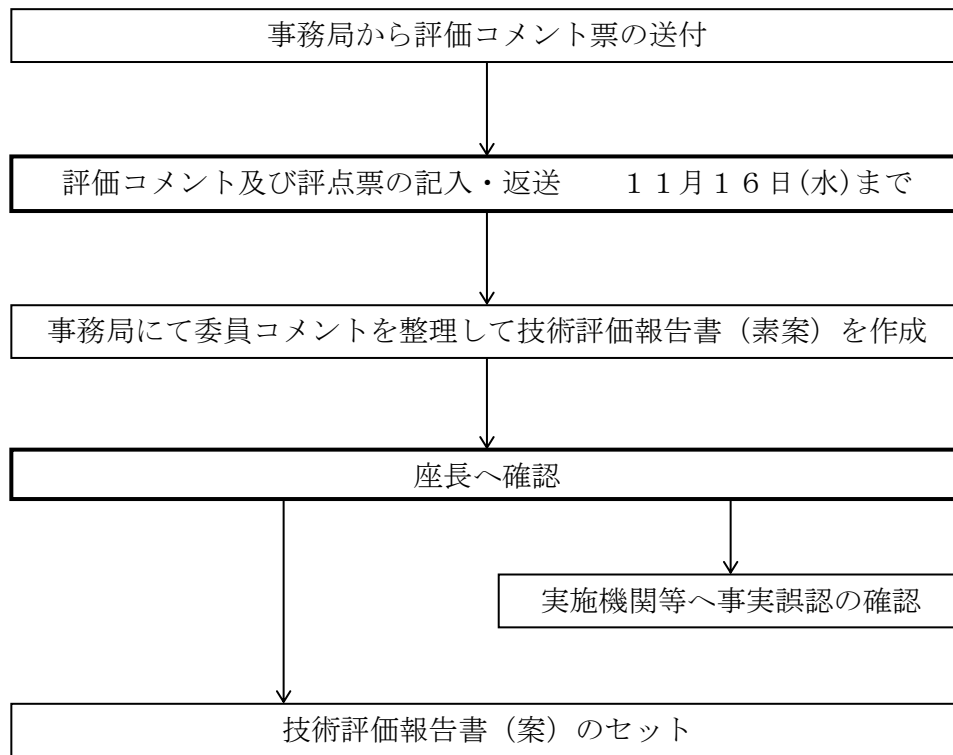 事務局から評価コメント票の送付
評価コメント及び評点票の記入・返送　　１１月１６日(水)まで
事務局にて委員コメントを整理して技術評価報告書（素案）を作成
座長へ確認
実施機関等へ事実誤認の確認
技術評価報告書（案）のセット